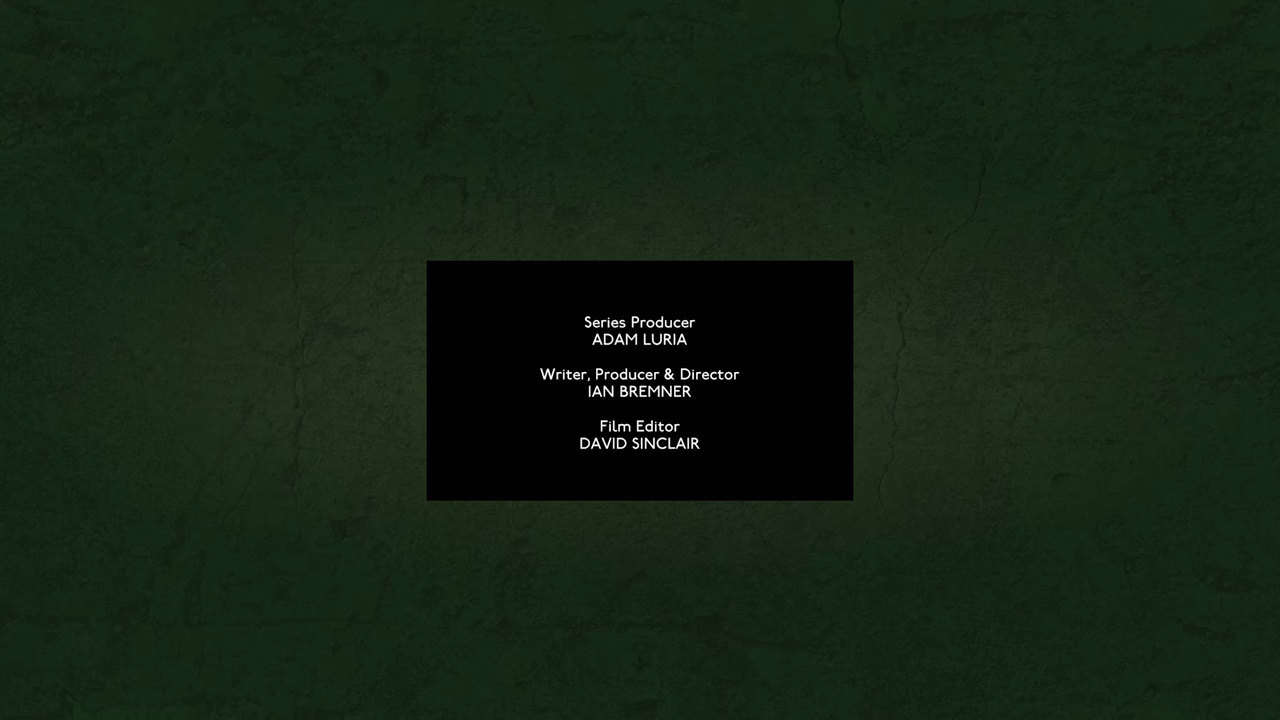 Series Producer
ADAM LURIA
Writer, Producer & Director
IAN BREMNER
Film Editor
DAVID SINCLAIR